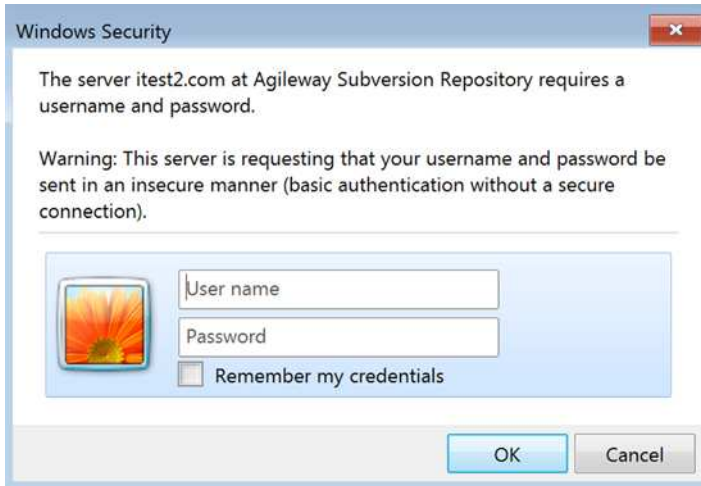 Windows Security
The server itest2.com at Agileway Subversion Repository requires a
username and password.
Warning: This server is requesting that your username and password be
sent in an insecure manner (basic authentication without a secure
connection).
User name
Password
Remember my credentials
OK Cancel